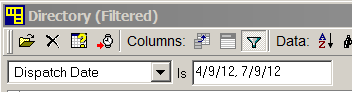 Directory (Filtered)
Columns: Data:
Dispatch Date Is 4/9/12, 7/9/12